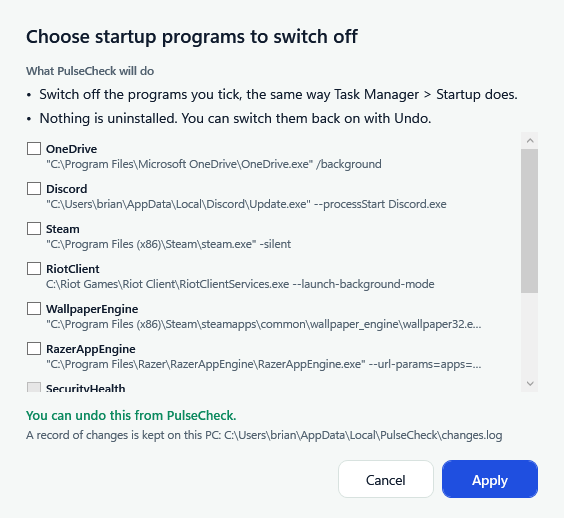 Choose startup programs to switch off
What PulseCheck will do
• Switch off the programs you tick, the same way Task Manager > Startup does.
• Nothing is uninstalled. You can switch them back on with Undo.
OneDrive
"C:\Program Files\Microsoft OneDrive\OneDrive.exe" /background
Discord
"C:\Users\brian\AppData\Local\Discord\Update.exe" --processStart Discord.exe
Steam
"C:\Program Files (x86)\Steam\steam.exe" -silent
RiotClient
C:\Riot Games\Riot Client\RiotClientServices.exe --launch-background-mode
WallpaperEngine
"C:\Program Files (x86)\Steam\steamapps\common\wallpaper_engine\wallpaper32.e...
RazerAppEngine
"C:\Program Files\Razer\RazerAppEngine\RazerAppEngine.exe" --url-params=apps=...
SecurityHealth
You can undo this from PulseCheck.
A record of changes is kept on this PC: C:\Users\brian\AppData\Local\PulseCheck\changes.log
Cancel
Apply